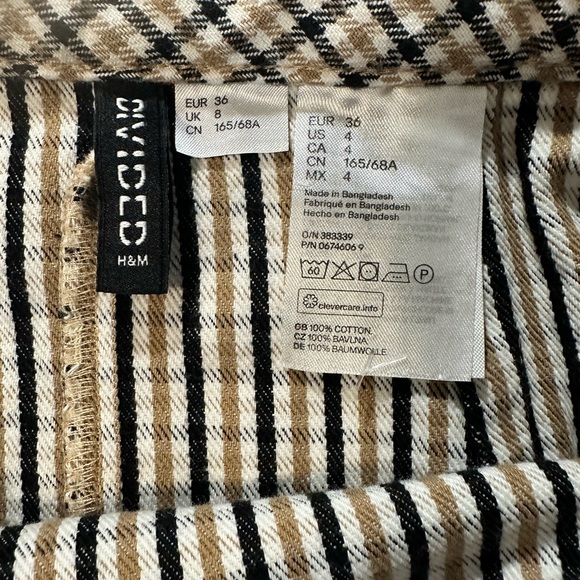 DIVIDED
H&M
EUR 36
UK 8
CN 165/68A
EUR 36
US 4
CA 4
CN 165/68A
MX 4
Made in Bangladesh
Fabriqué en Bangladesh
Hecho en Bangladesh
O/N 383339
P/N 0674606 9
60 P
clevercare.info
GB 100% COTTON.
CZ 100% BAVLNA.
DE 100% BAUMWOLLE.